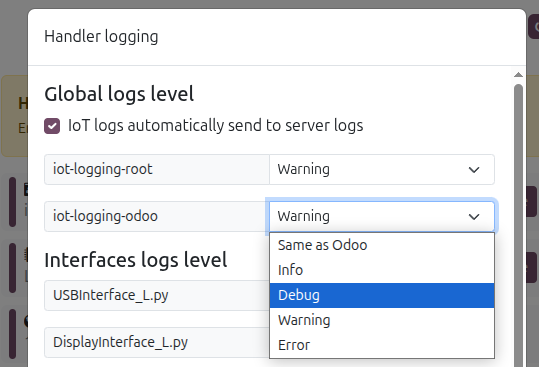 Handler logging
Global logs level
IoT logs automatically send to server logs
iot-logging-root Warning
iot-logging-odoo Warning
Same as Odoo
Info
Debug
Warning
Error
Interfaces logs level
USBInterface_L.py
DisplayInterface_L.py